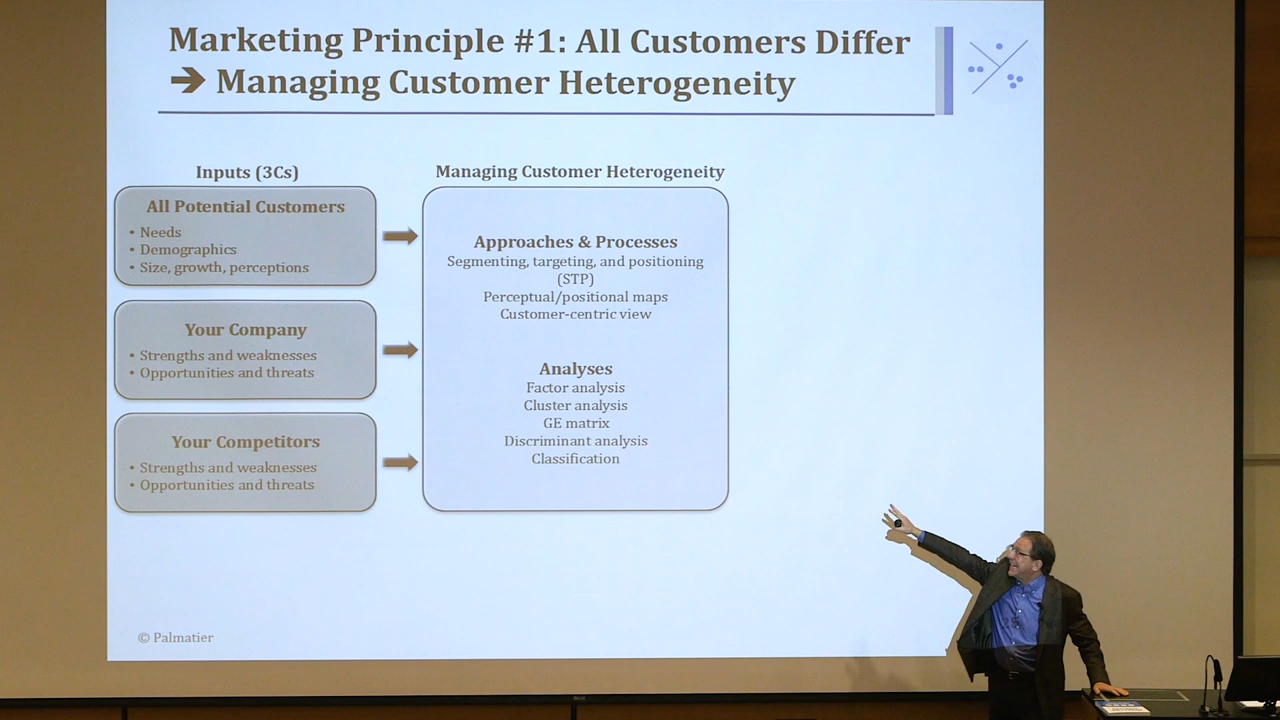 Marketing Principle #1: All Customers Differ
➔ Managing Customer Heterogeneity
Inputs (3Cs)
All Potential Customers
• Needs
• Demographics
• Size, growth, perceptions
Your Company
• Strengths and weaknesses
• Opportunities and threats
Your Competitors
• Strengths and weaknesses
• Opportunities and threats
Managing Customer Heterogeneity
Approaches & Processes
Segmenting, targeting, and positioning
(STP)
Perceptual/positional maps
Customer-centric view
Analyses
Factor analysis
Cluster analysis
GE matrix
Discriminant analysis
Classification
© Palmatier